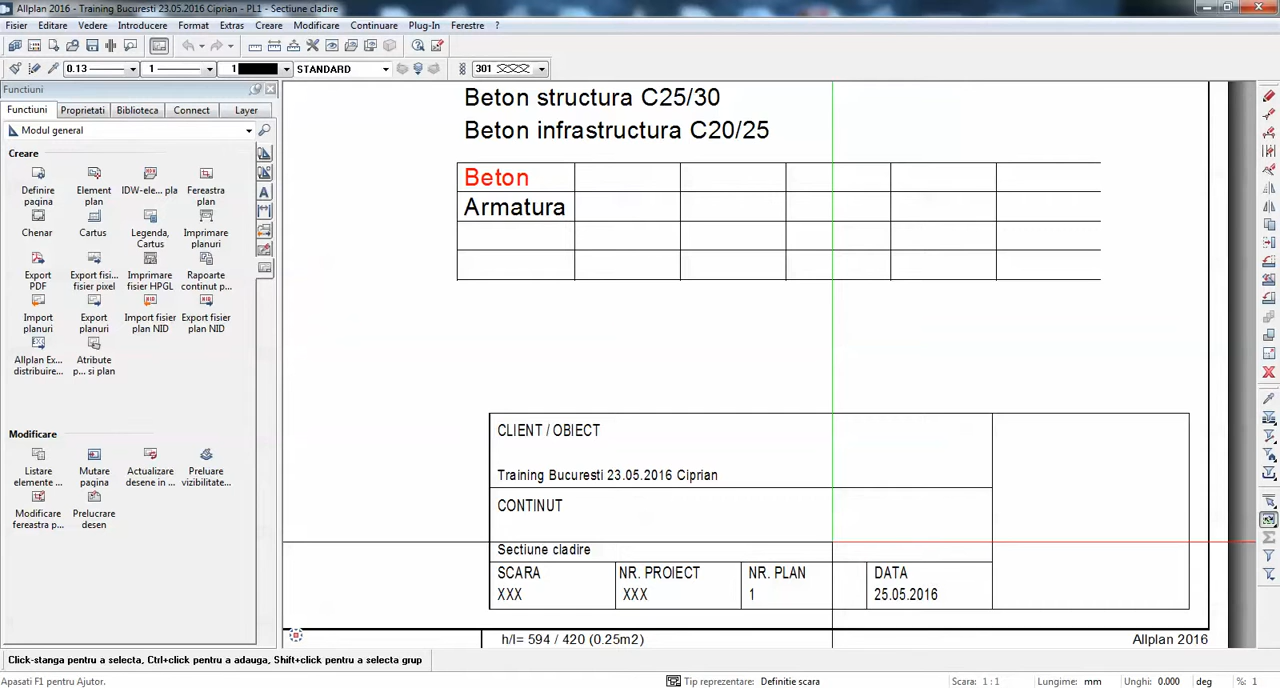 Allplan 2016 - Training Bucuresti 23.05.2016 Ciprian - PL1 - Sectiune cladire
Fisier Editare Vedere Introducere Format Extras Creare Modificare Continuare Plug-In Ferestre ?
0.13 1 1 STANDARD 301
Functiuni
Functiuni Proprietati Biblioteca Connect Layer
Modul general
Creare
Definire pagina
Element plan
IDW-ele... pla
Fereastra plan
Chenar
Cartus
Legenda, Cartus
Imprimare planuri
Export PDF
Export fisi... fisier pixel
Imprimare fisier HPGL
Rapoarte continut p...
Import planuri
Export planuri
Import fisier plan NID
Export fisier plan NID
Allplan Ex... distribuire...
Atribute p... si plan
Modificare
Listare elemente ...
Mutare pagina
Actualizare desene in ...
Preluare vizibilitate...
Modificare fereastra p...
Prelucrare desen
Beton structura C25/30
Beton infrastructura C20/25
Beton
Armatura
CLIENT / OBIECT
Training Bucuresti 23.05.2016 Ciprian
CONTINUT
Sectiune cladire
SCARA NR. PROIECT NR. PLAN DATA
XXX XXX 1 25.05.2016
h/l= 594 / 420 (0.25m2) Allplan 2016
Click-stanga pentru a selecta, Ctrl+click pentru a adauga, Shift+click pentru a selecta grup
Apasati F1 pentru Ajutor. Tip reprezentare: Definitie scara Scara: 1 : 1 Lungime: mm Unghi: 0.000 deg %: 1